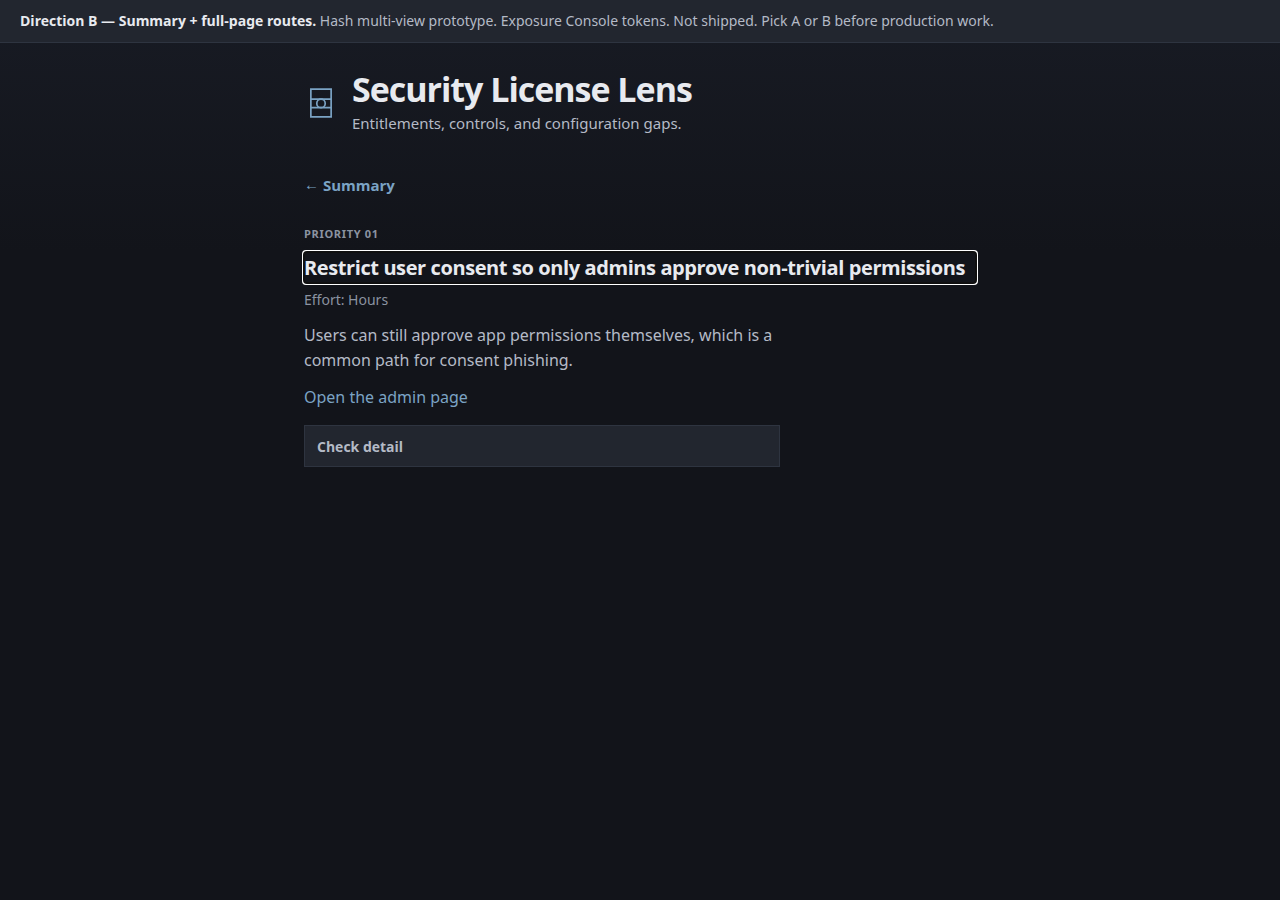 Direction B — Summary + full-page routes. Hash multi-view prototype. Exposure Console tokens. Not shipped. Pick A or B before production work.
Security License Lens
Entitlements, controls, and configuration gaps.
← Summary
PRIORITY 01
Restrict user consent so only admins approve non-trivial permissions
Effort: Hours
Users can still approve app permissions themselves, which is a
common path for consent phishing.
Open the admin page
Check detail